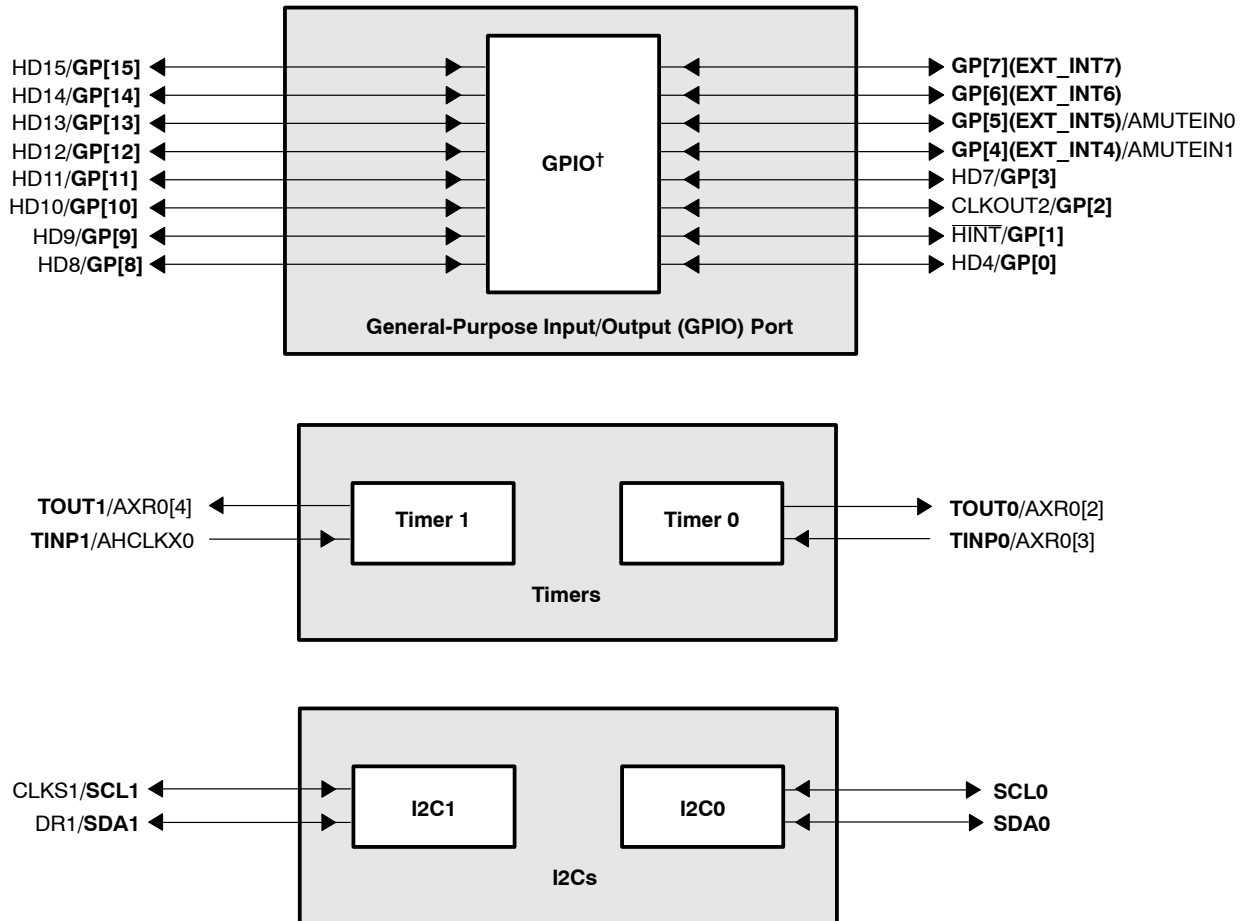 HD15/GP[15]
HD14/GP[14]
HD13/GP[13]
HD12/GP[12]
HD11/GP[11]
HD10/GP[10]
HD9/GP[9]
HD8/GP[8]
GPIO†
GP[7](EXT_INT7)
GP[6](EXT_INT6)
GP[5](EXT_INT5)/AMUTEIN0
GP[4](EXT_INT4)/AMUTEIN1
HD7/GP[3]
CLKOUT2/GP[2]
H̅I̅N̅T̅/GP[1]
HD4/GP[0]
General-Purpose Input/Output (GPIO) Port
TOUT1/AXR0[4]
TINP1/AHCLKX0
Timer 1
Timer 0
TOUT0/AXR0[2]
TINP0/AXR0[3]
Timers
CLKS1/SCL1
DR1/SDA1
I2C1
I2C0
SCL0
SDA0
I2Cs